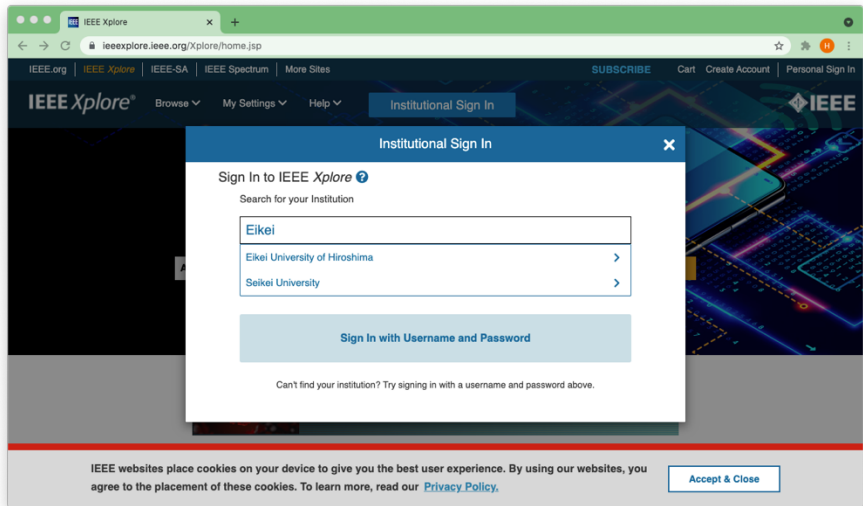 IEEE IEEE Xplore
ieeexplore.ieee.org/Xplore/home.jsp
H
IEEE.org IEEE Xplore IEEE-SA IEEE Spectrum More Sites SUBSCRIBE Cart Create Account Personal Sign In
IEEE Xplore® Browse My Settings Help Institutional Sign In IEEE
Institutional Sign In
Sign In to IEEE Xplore ?
Search for your Institution
Eikei
Eikei University of Hiroshima
Seikei University
Sign In with Username and Password
Can't find your institution? Try signing in with a username and password above.
IEEE websites place cookies on your device to give you the best user experience. By using our websites, you
agree to the placement of these cookies. To learn more, read our Privacy Policy.
Accept & Close